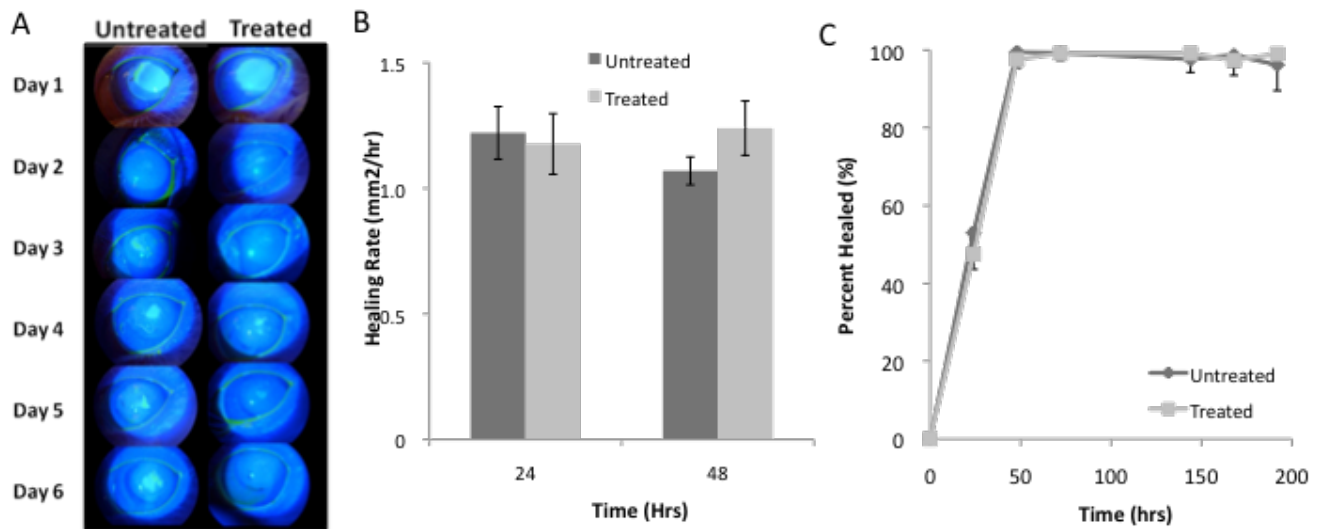 A
Untreated Treated
Day 1
Day 2
Day 3
Day 4
Day 5
Day 6
B
Healing Rate (mm2/hr)
1.5
1.0
0.5
0
Untreated
Treated
24 48
Time (Hrs)
C
Percent Healed (%)
100
80
60
40
20
0
Untreated
Treated
0 50 100 150 200
Time (hrs)